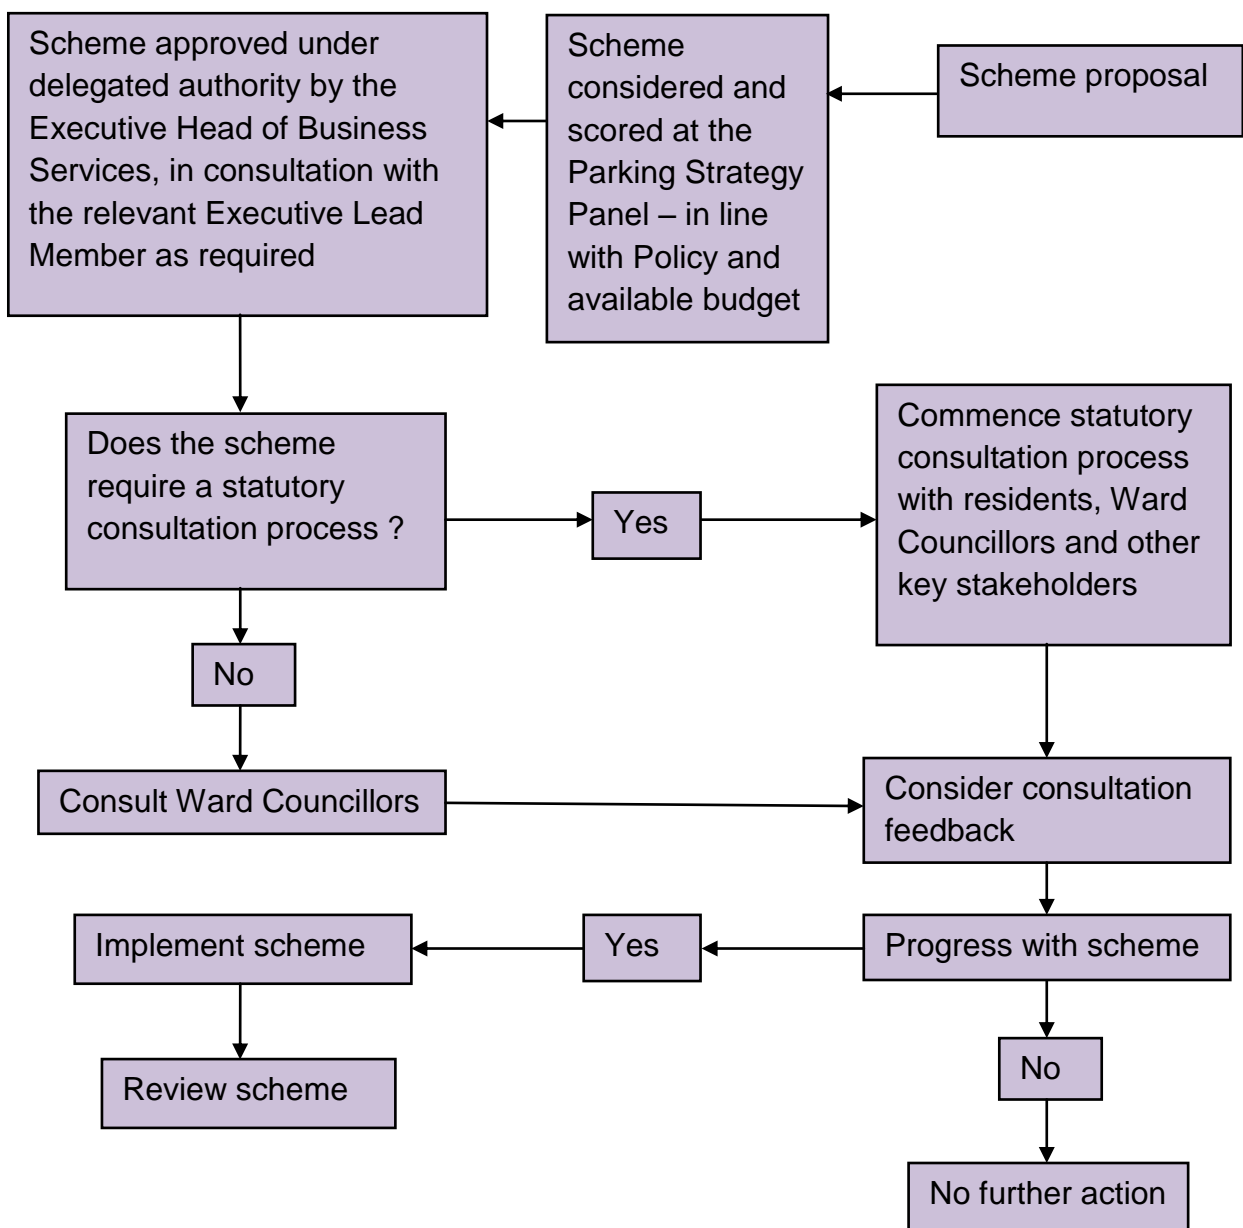 Scheme approved under
delegated authority by the
Executive Head of Business
Services, in consultation with
the relevant Executive Lead
Member as required
Scheme
considered and
scored at the
Parking Strategy
Panel – in line
with Policy and
available budget
Scheme proposal
Does the scheme
require a statutory
consultation process ?
Yes
Commence statutory
consultation process
with residents, Ward
Councillors and other
key stakeholders
No
Consult Ward Councillors
Consider consultation
feedback
Implement scheme
Yes
Progress with scheme
Review scheme
No
No further action